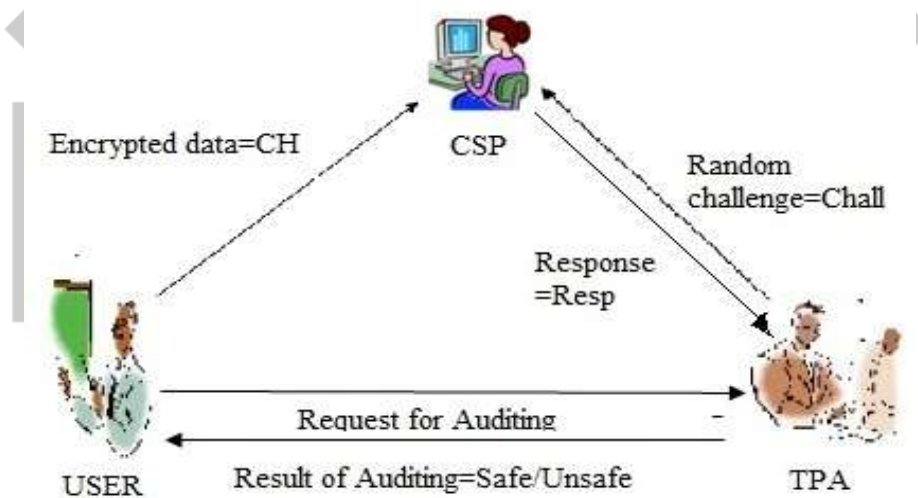 CSP
Encrypted data=CH
Random
challenge=Chall
Response
=Resp
Request for Auditing
Result of Auditing=Safe/Unsafe
USER
TPA